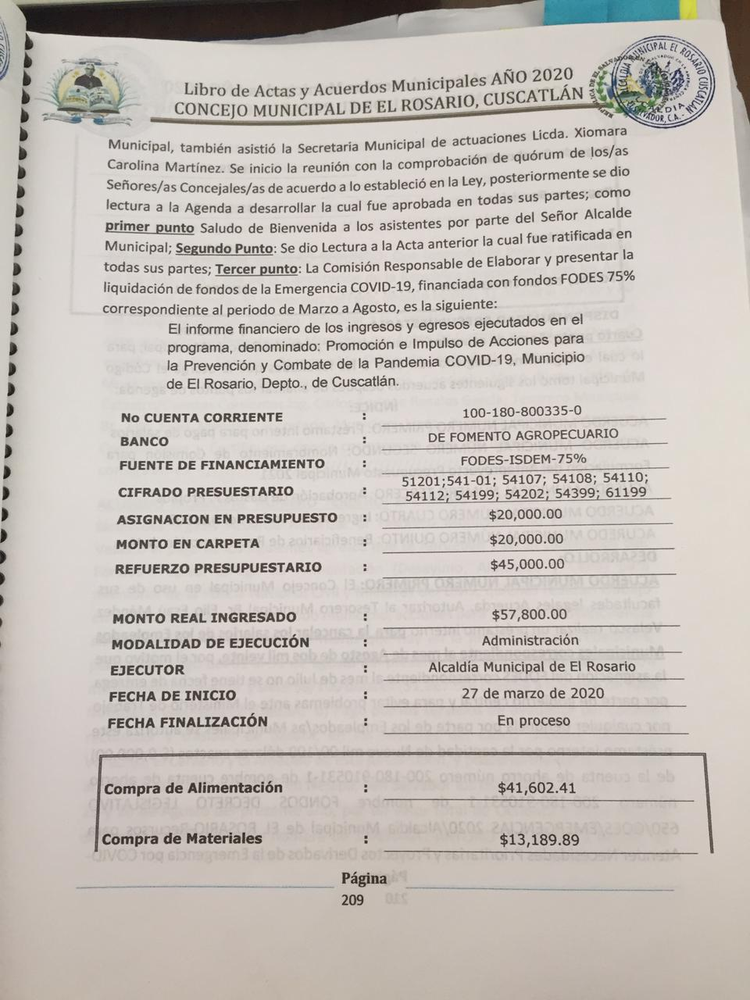 Libro de Actas y Acuerdos Municipales AÑO 2020
CONCEJO MUNICIPAL DE EL ROSARIO, CUSCATLÁN
Municipal, también asistió la Secretaria Municipal de actuaciones Licda. Xiomara
Carolina Martínez. Se inicio la reunión con la comprobación de quórum de los/as
Señores/as Concejales/as de acuerdo a lo estableció en la Ley, posteriormente se dio
lectura a la Agenda a desarrollar la cual fue aprobada en todas sus partes; como
primer punto Saludo de Bienvenida a los asistentes por parte del Señor Alcalde
Municipal; Segundo Punto: Se dio Lectura a la Acta anterior la cual fue ratificada en
todas sus partes; Tercer punto: La Comisión Responsable de Elaborar y presentar la
liquidación de fondos de la Emergencia COVID-19, financiada con fondos FODES 75%
correspondiente al periodo de Marzo a Agosto, es la siguiente:
El informe financiero de los ingresos y egresos ejecutados en el
programa, denominado: Promoción e Impulso de Acciones para
la Prevención y Combate de la Pandemia COVID-19, Municipio
de El Rosario, Depto., de Cuscatlán.
No CUENTA CORRIENTE : 100-180-800335-0
BANCO : DE FOMENTO AGROPECUARIO
FUENTE DE FINANCIAMIENTO : FODES-ISDEM-75%
CIFRADO PRESUESTARIO : 51201;541-01; 54107; 54108; 54110;
54112; 54199; 54202; 54399; 61199
ASIGNACION EN PRESUPUESTO : $20,000.00
MONTO EN CARPETA : $20,000.00
REFUERZO PRESUPUESTARIO : $45,000.00
MONTO REAL INGRESADO : $57,800.00
MODALIDAD DE EJECUCIÓN : Administración
EJECUTOR : Alcaldía Municipal de El Rosario
FECHA DE INICIO : 27 de marzo de 2020
FECHA FINALIZACIÓN : En proceso
Compra de Alimentación : $41,602.41
Compra de Materiales : $13,189.89
Página
209